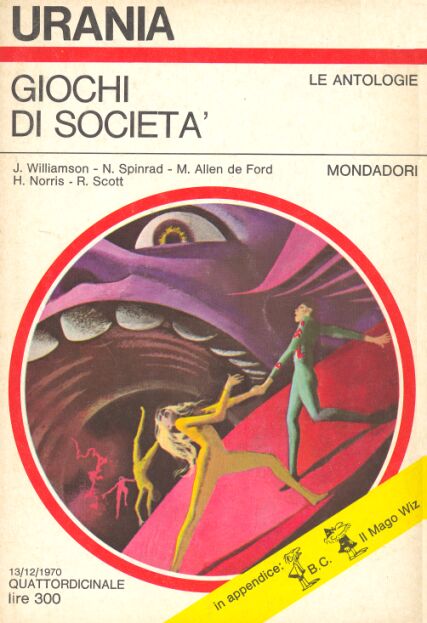 URANIA
GIOCHI
DI SOCIETA'
LE ANTOLOGIE
J. Williamson - N. Spinrad - M. Allen de Ford
H. Norris - R. Scott
MONDADORI
13/12/1970
QUATTORDICINALE
lire 300
in appendice: B.C. Il Mago Wiz